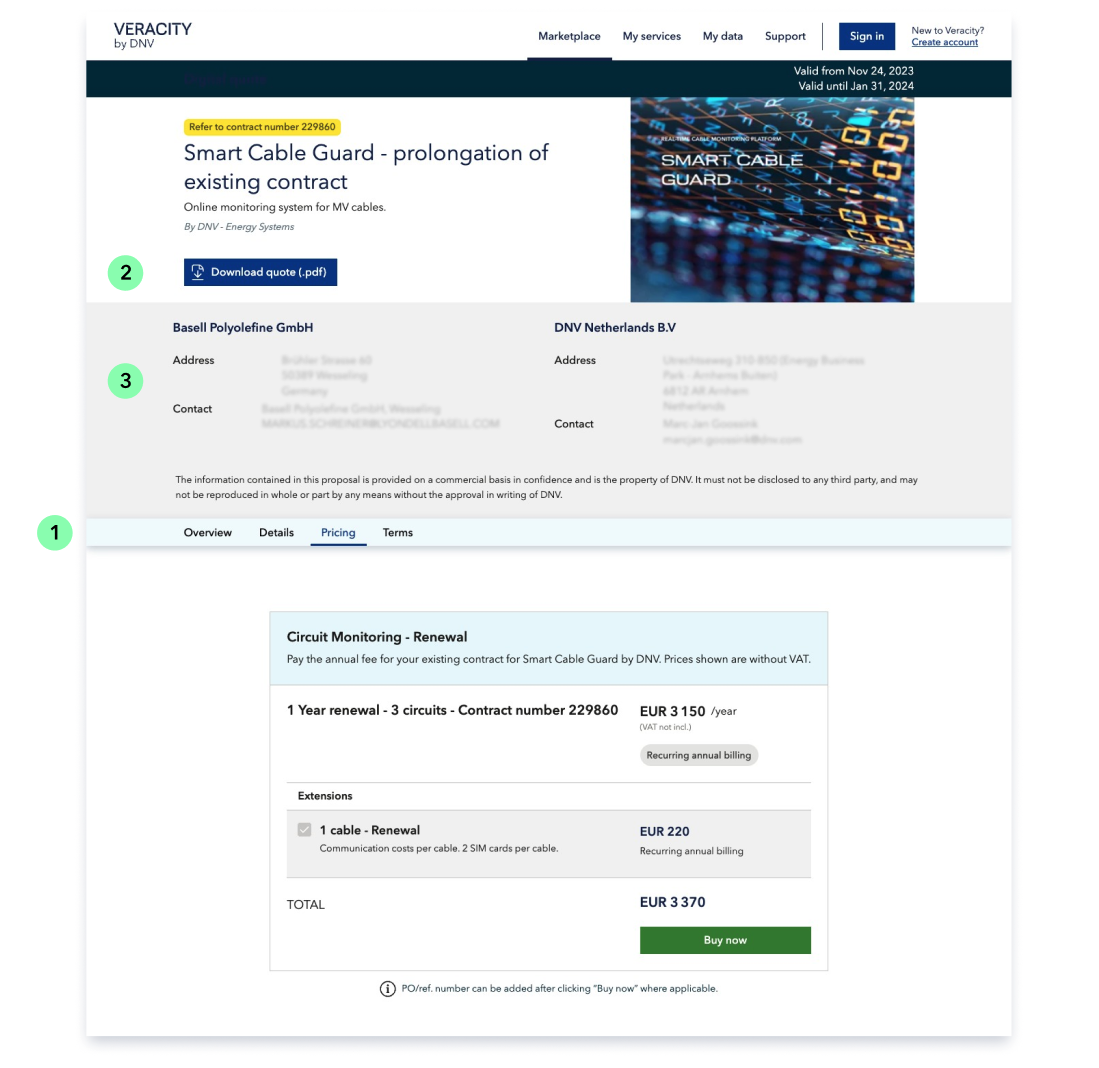 VERACITY
by DNV
Marketplace
My services
My data
Support
Sign in
New to Veracity?
Create account
Valid from Nov 24, 2023
Valid until Jan 31, 2024
Refer to contract number 229860
Smart Cable Guard - prolongation of
existing contract
Online monitoring system for MV cables.
By DNV - Energy Systems
REAL-TIME CABLE MONITORING PLATFORM
SMART CABLE
GUARD
2
Download quote (.pdf)
Basell Polyolefine GmbH
DNV Netherlands B.V
3
Address
Contact
Address
Contact
The information contained in this proposal is provided on a commercial basis in confidence and is the property of DNV. It must not be disclosed to any third party, and may
not be reproduced in whole or part by any means without the approval in writing of DNV.
1
Overview
Details
Pricing
Terms
Circuit Monitoring - Renewal
Pay the annual fee for your existing contract for Smart Cable Guard by DNV. Prices shown are without VAT.
1 Year renewal - 3 circuits - Contract number 229860
EUR 3 150 /year
(VAT not incl.)
Recurring annual billing
Extensions
1 cable - Renewal
EUR 220
Communication costs per cable. 2 SIM cards per cable.
Recurring annual billing
TOTAL
EUR 3 370
Buy now
PO/ref. number can be added after clicking “Buy now” where applicable.